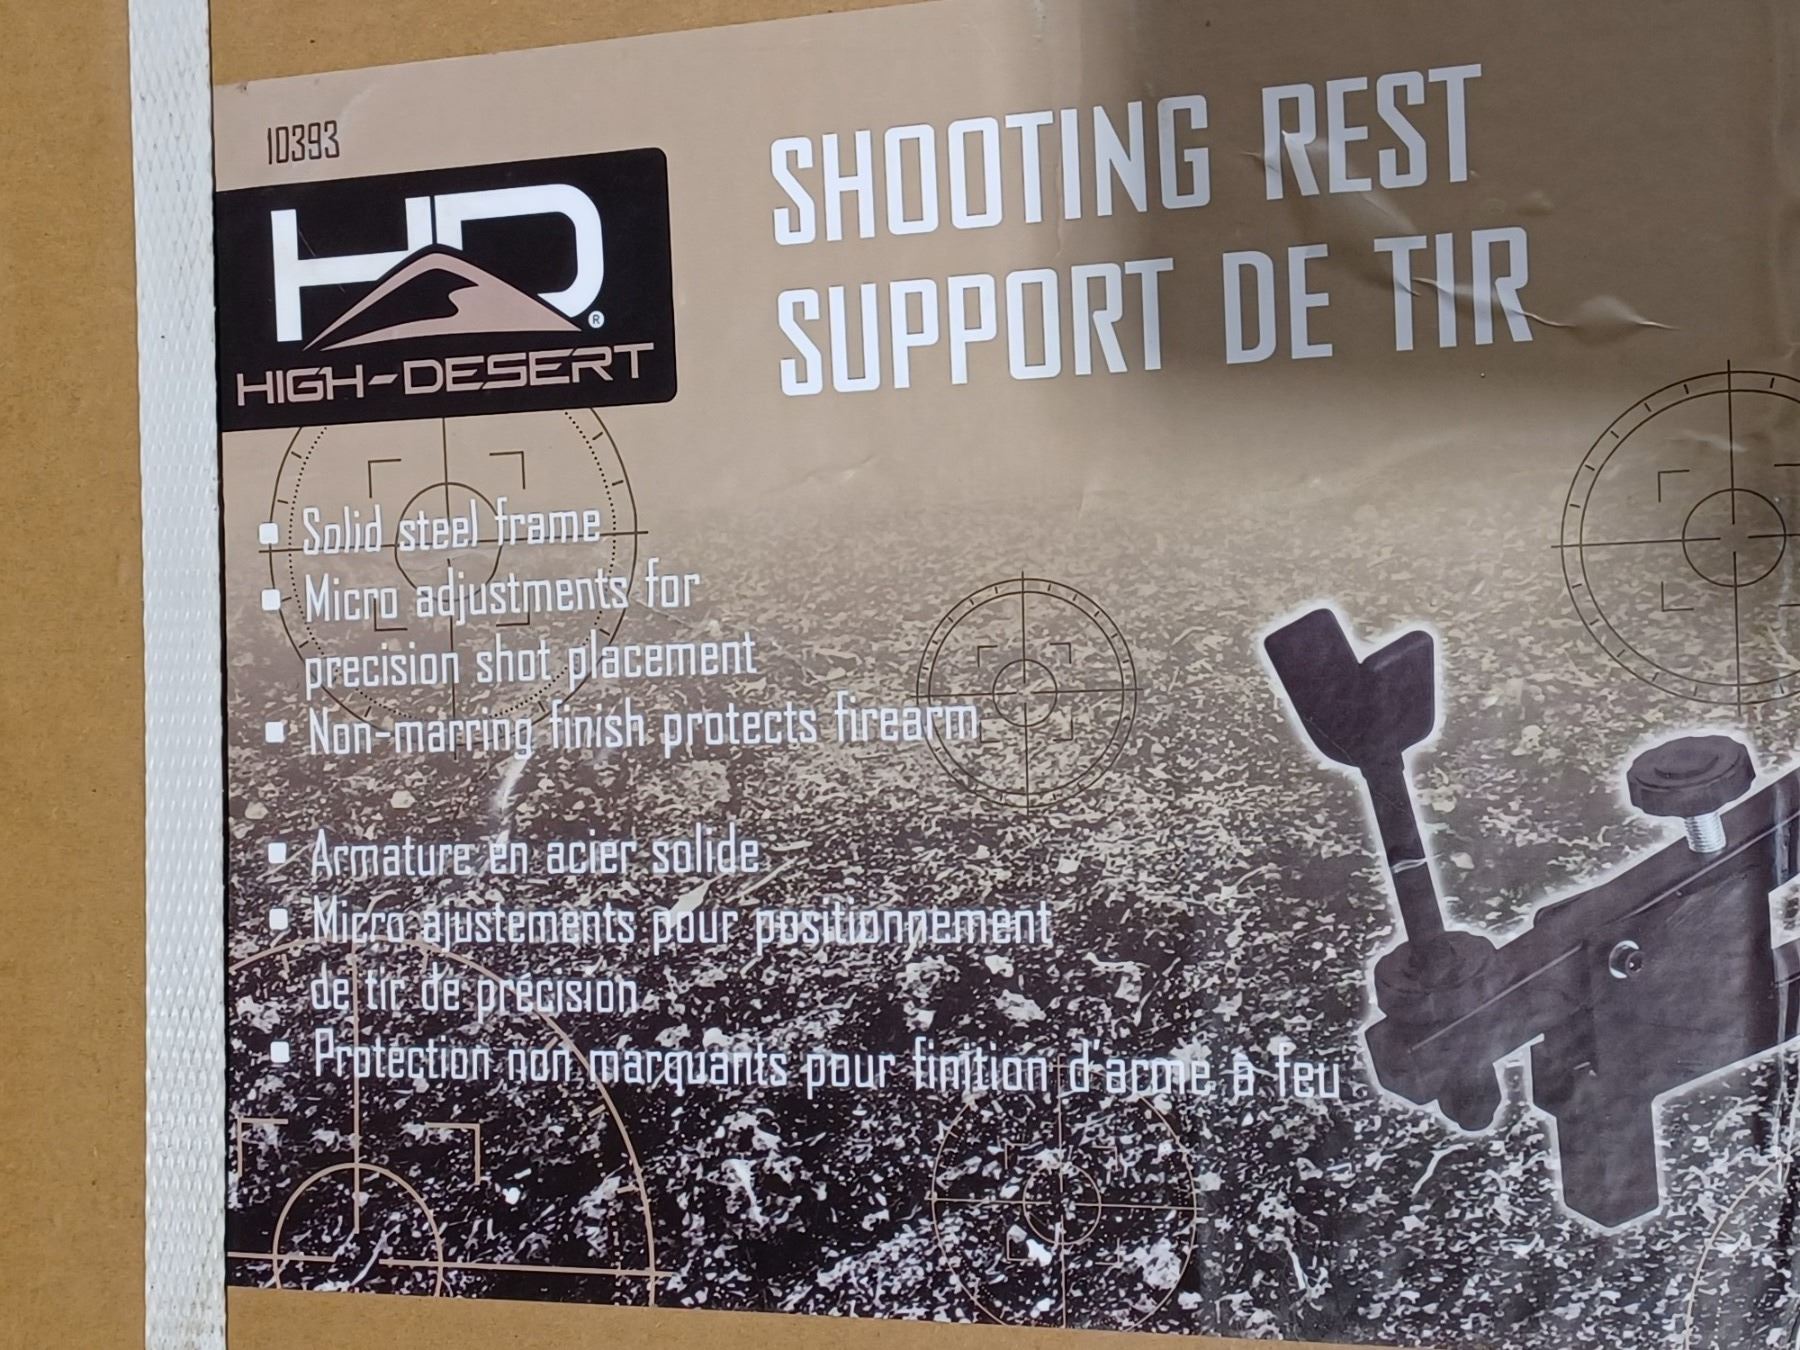 10393
HD®
HIGH-DESERT
SHOOTING REST
SUPPORT DE TIR
▪ Solid steel frame
▪ Micro adjustments for
precision shot placement
▪ Non-marring finish protects firearm
▪ Armature en acier solide
▪ Micro ajustements pour positionnement
de tir de précision
▪ Protection non marquants pour finition d'arme à feu